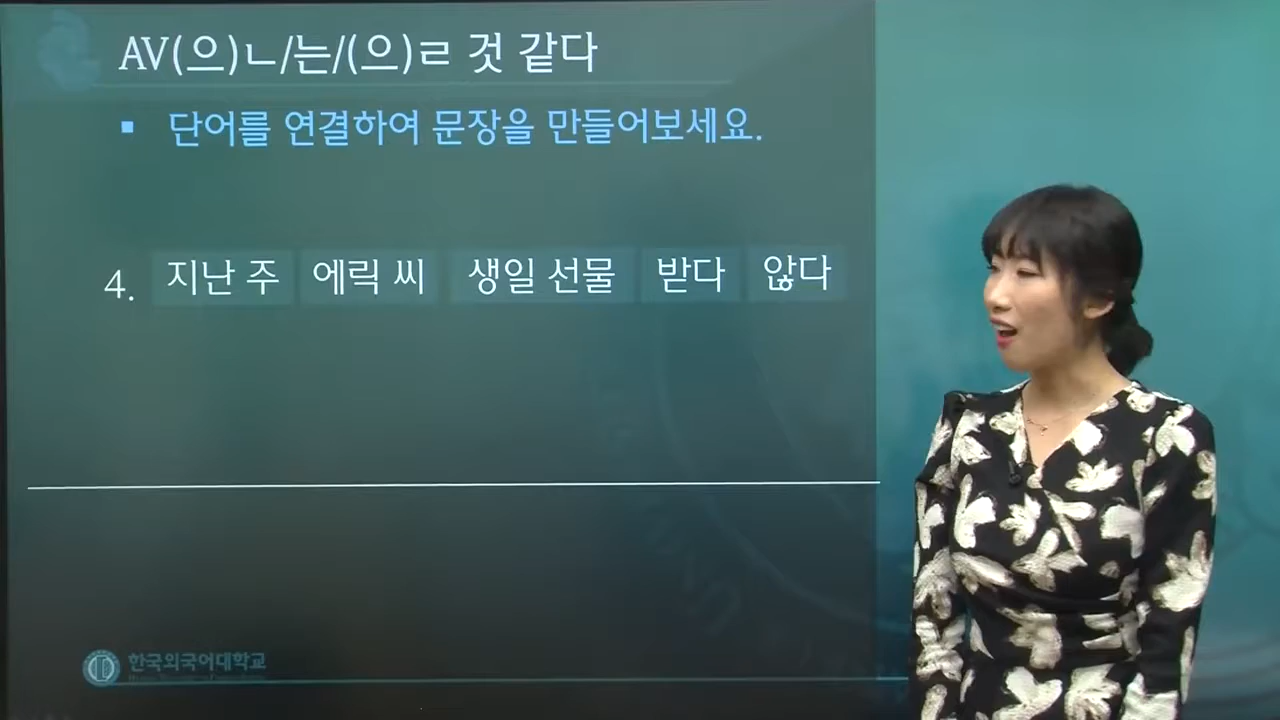 AV(으)ㄴ/는/(으)ㄹ 것 같다
▪ 단어를 연결하여 문장을 만들어보세요.
4. 지난 주 에릭 씨 생일 선물 받다 않다
한국외국어대학교